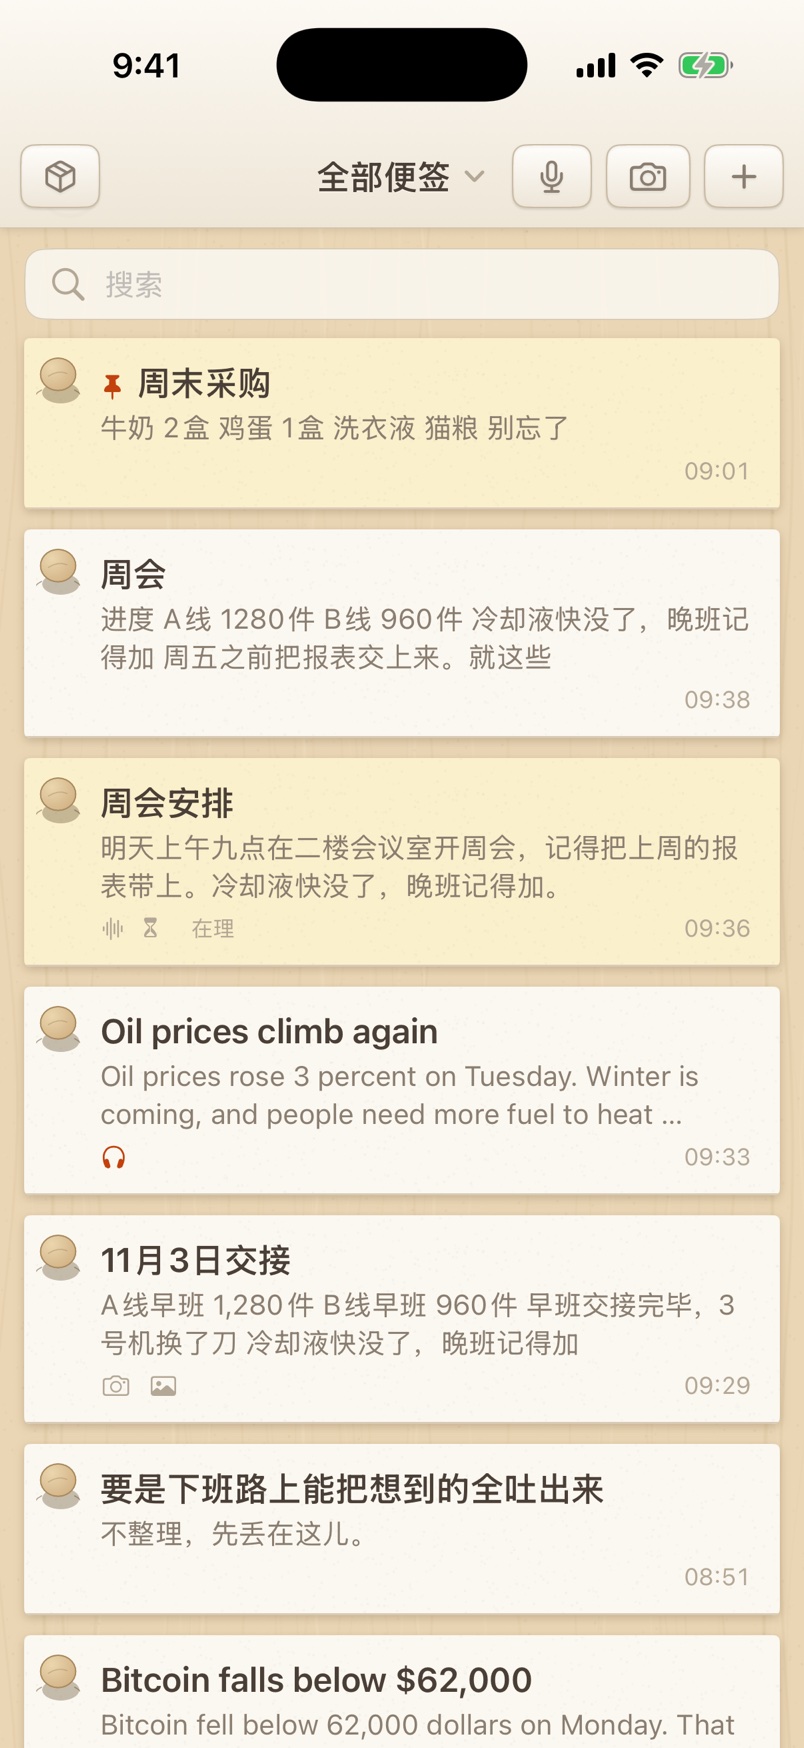 9:41
全部便签
搜索
周末采购
牛奶 2盒 鸡蛋 1盒 洗衣液 猫粮 别忘了
09:01
周会
进度 A线 1280件 B线 960件 冷却液快没了，晚班记
得加 周五之前把报表交上来。就这些
09:38
周会安排
明天上午九点在二楼会议室开周会，记得把上周的报
表带上。冷却液快没了，晚班记得加。
在理
09:36
Oil prices climb again
Oil prices rose 3 percent on Tuesday. Winter is
coming, and people need more fuel to heat ...
09:33
11月3日交接
A线早班 1,280件 B线早班 960件 早班交接完毕，3
号机换了刀 冷却液快没了，晚班记得加
09:29
要是下班路上能把想到的全吐出来
不整理，先丢在这儿。
08:51
Bitcoin falls below $62,000
Bitcoin fell below 62,000 dollars on Monday. That